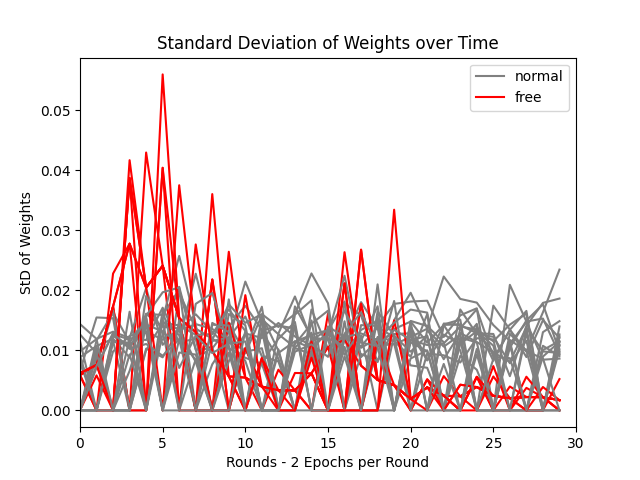 Standard Deviation of Weights over Time
normal
free
StD of Weights
0.05
0.04
0.03
0.02
0.01
0.00
0
5
10
15
20
25
30
Rounds - 2 Epochs per Round